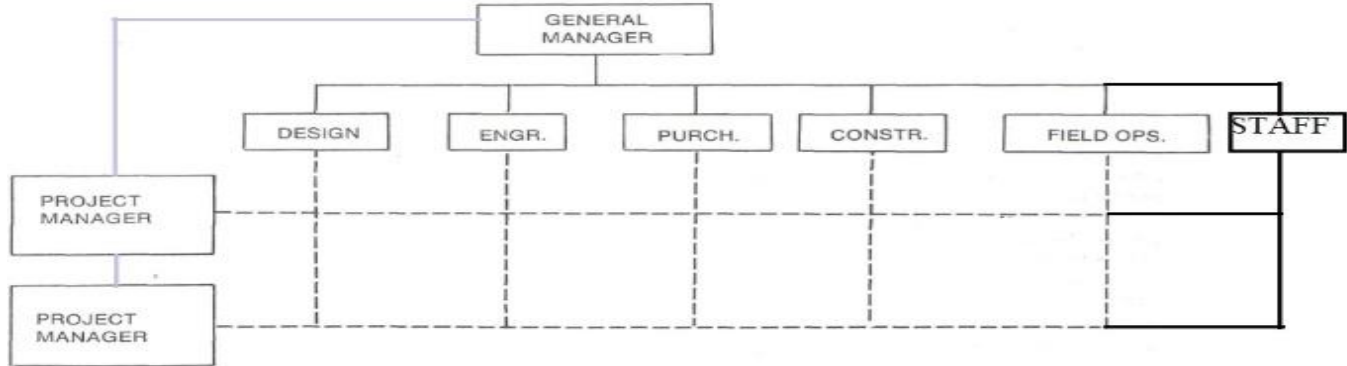 GENERAL
MANAGER
DESIGN
ENGR.
PURCH.
CONSTR.
FIELD OPS.
STAFF
PROJECT
MANAGER
PROJECT
MANAGER